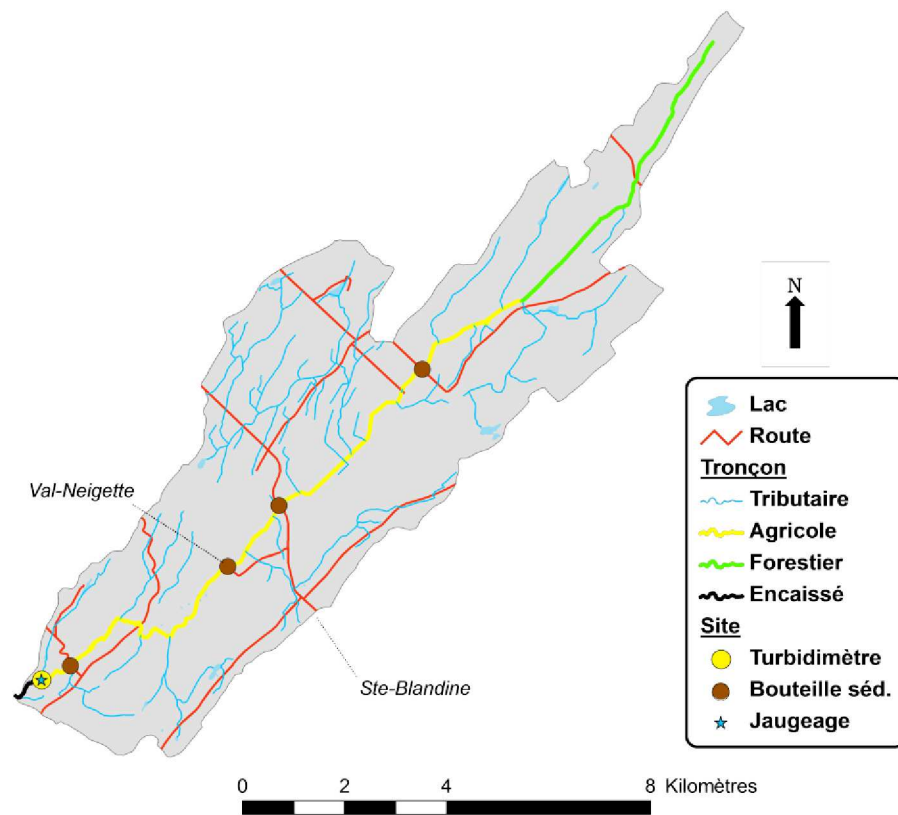 N
Lac
Route
Tronçon
Tributaire
Agricole
Forestier
Encaissé
Site
Turbidimètre
Bouteille séd.
Jaugeage
Val-Neigette
Ste-Blandine
0 2 4 8 Kilomètres